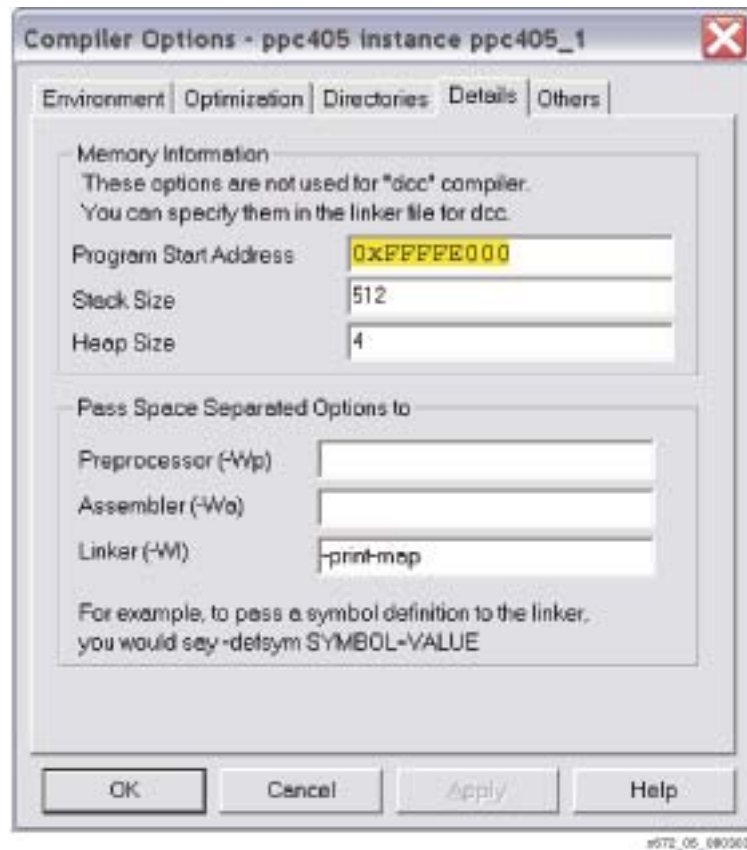 Compiler Options - ppc405 instance ppc405_1
Environment Optimization Directories Details Others
Memory Information
These options are not used for "dcc" compiler.
You can specify them in the linker file for dcc.
Program Start Address 0xFFFFE000
Stack Size 512
Heap Size 4
Pass Space Separated Options to
Preprocessor (-Wp)
Assembler (-Wa)
Linker (-Wl) -print-map
For example, to pass a symbol definition to the linker,
you would say -defsym SYMBOL=VALUE
OK Cancel Apply Help